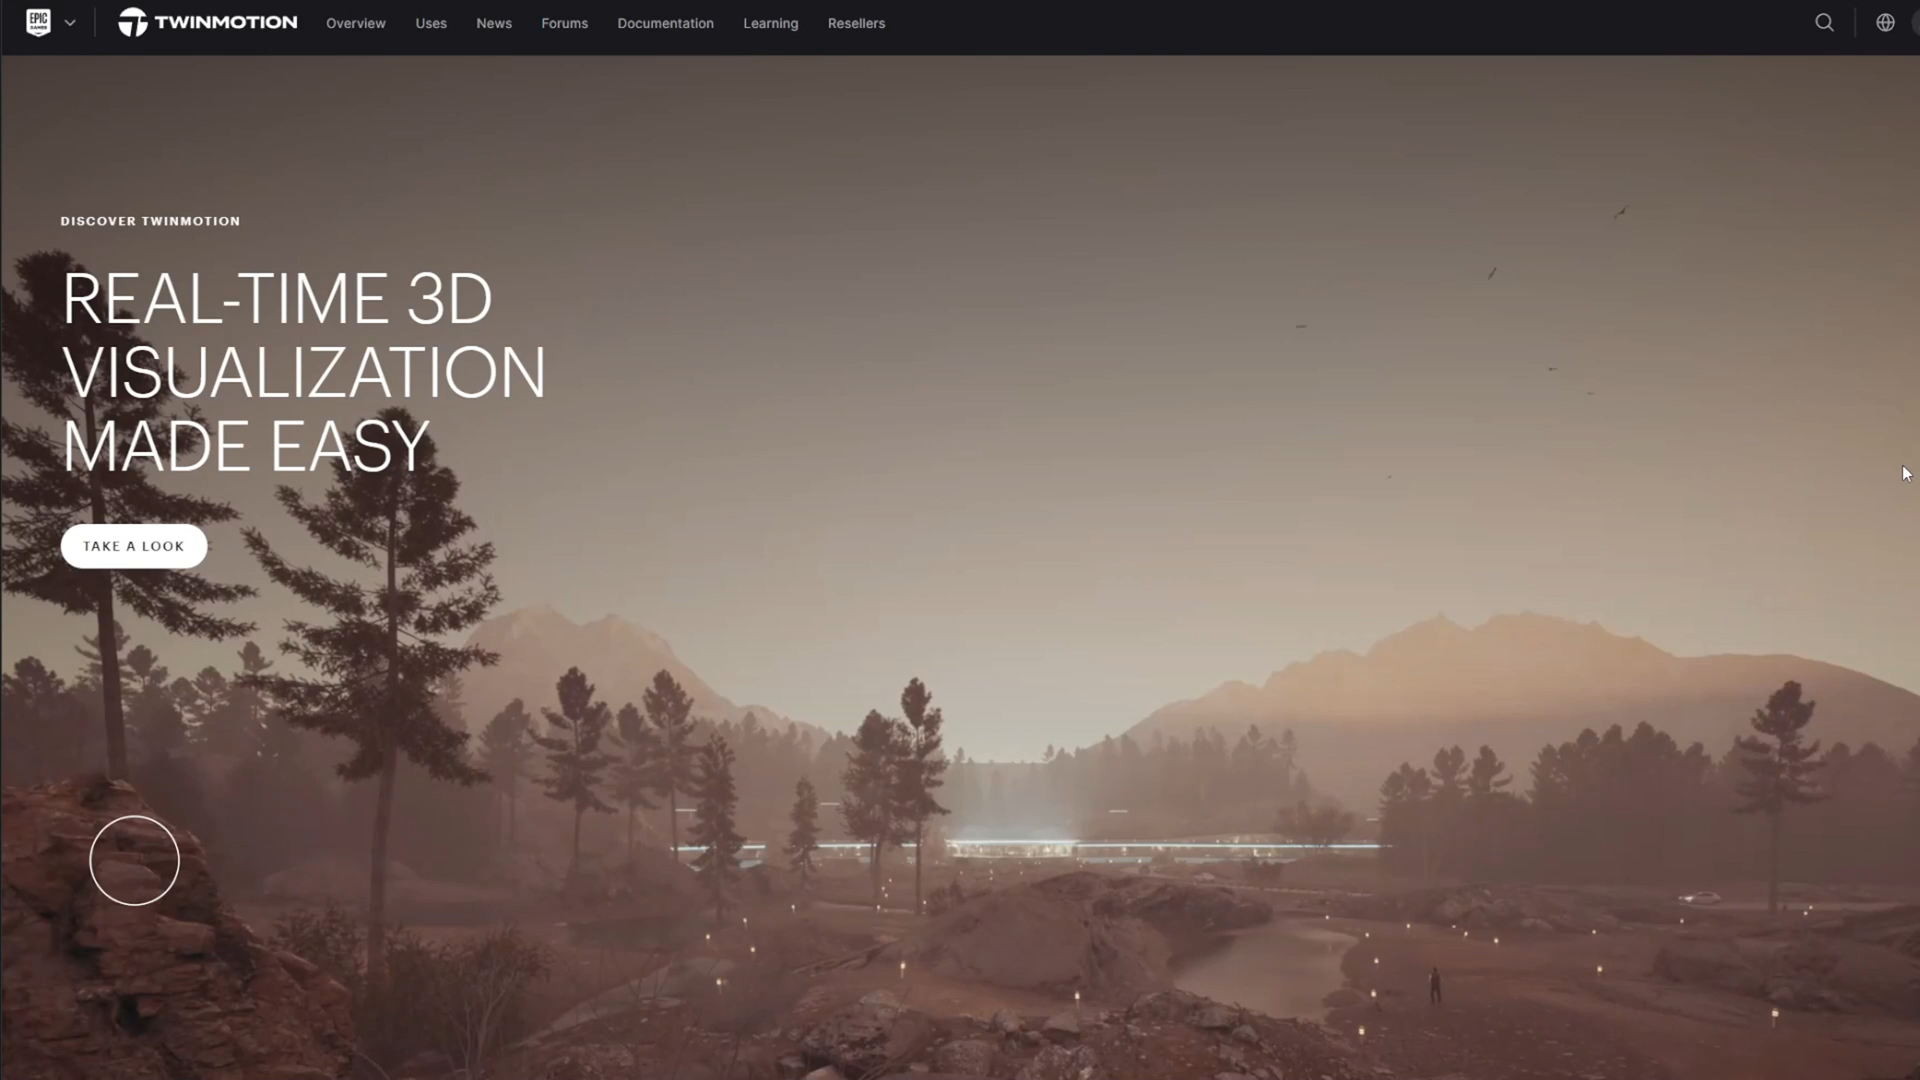 EPIC GAMES
TWINMOTION Overview Uses News Forums Documentation Learning Resellers
DISCOVER TWINMOTION
REAL-TIME 3D
VISUALIZATION
MADE EASY
TAKE A LOOK